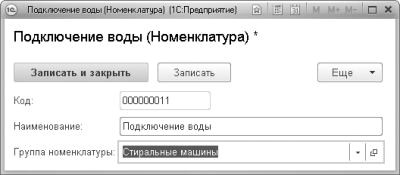 Подключение воды (Номенклатура) (1С:Предприятие) M M+ M-
Подключение воды (Номенклатура) *
Записать и закрыть Записать Еще
Код: 000000011
Наименование: Подключение воды
Группа номенклатуры: Стиральные машины